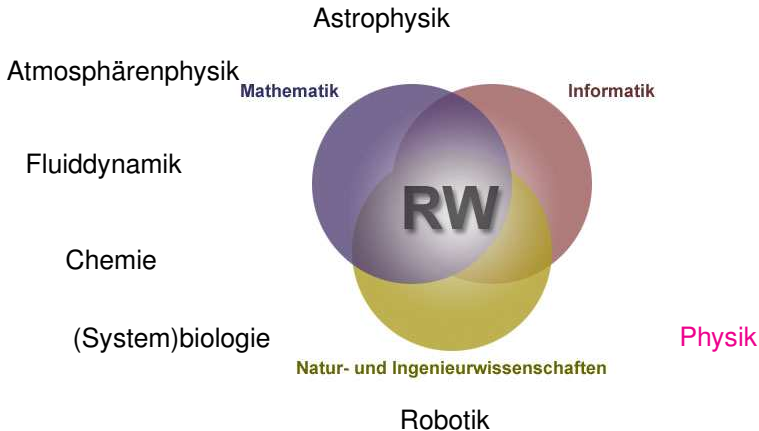 Astrophysik
Atmosphärenphysik
Mathematik
Informatik
Fluiddynamik
RW
Chemie
(System)biologie
Physik
Natur- und Ingenieurwissenschaften
Robotik